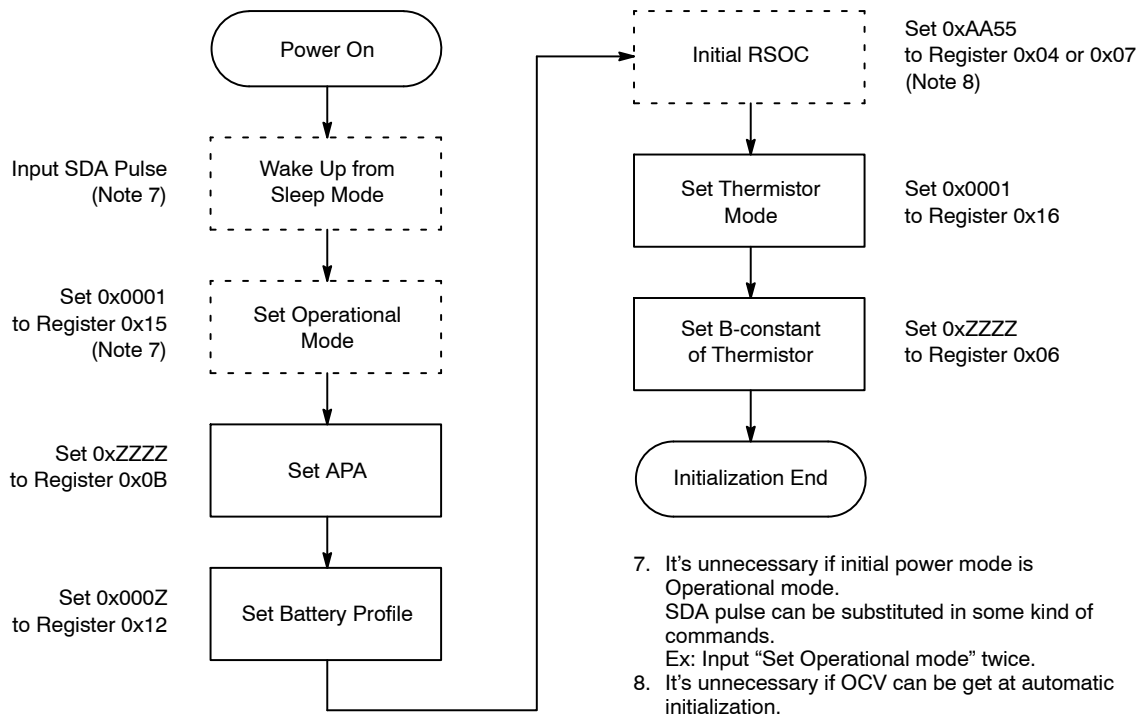 Power On
Input SDA Pulse
(Note 7)
Wake Up from
Sleep Mode
Set 0x0001
to Register 0x15
(Note 7)
Set Operational
Mode
Set 0xZZZZ
to Register 0x0B
Set APA
Set 0x000Z
to Register 0x12
Set Battery Profile
Initial RSOC
Set 0xAA55
to Register 0x04 or 0x07
(Note 8)
Set Thermistor
Mode
Set 0x0001
to Register 0x16
Set B-constant
of Thermistor
Set 0xZZZZ
to Register 0x06
Initialization End
7. It's unnecessary if initial power mode is
Operational mode.
SDA pulse can be substituted in some kind of
commands.
Ex: Input “Set Operational mode” twice.
8. It's unnecessary if OCV can be get at automatic
initialization.